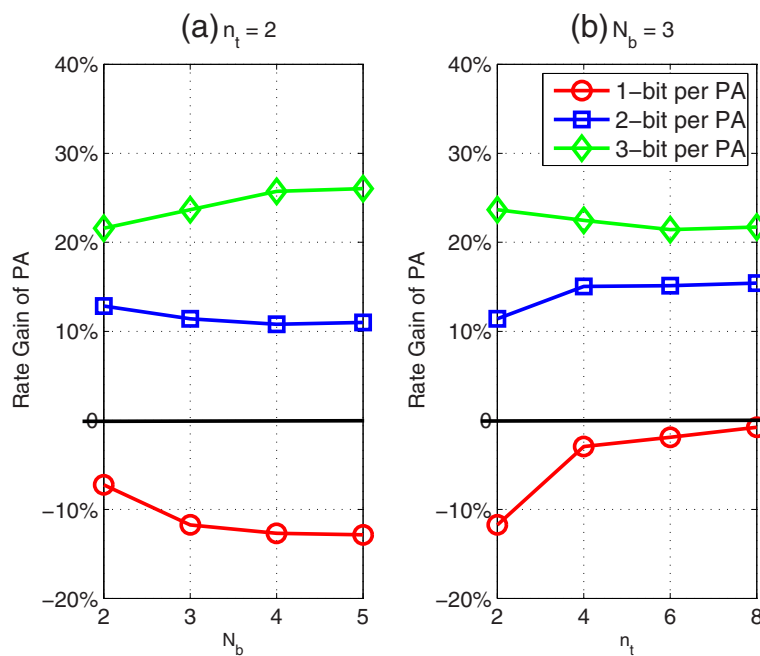 (a) n_t = 2
40%
30%
20%
10%
0
−10%
−20%
Rate Gain of PA
2 3 4 5
N_b
(b) N_b = 3
1−bit per PA
2−bit per PA
3−bit per PA
40%
30%
20%
10%
0
−10%
−20%
Rate Gain of PA
2 4 6 8
n_t